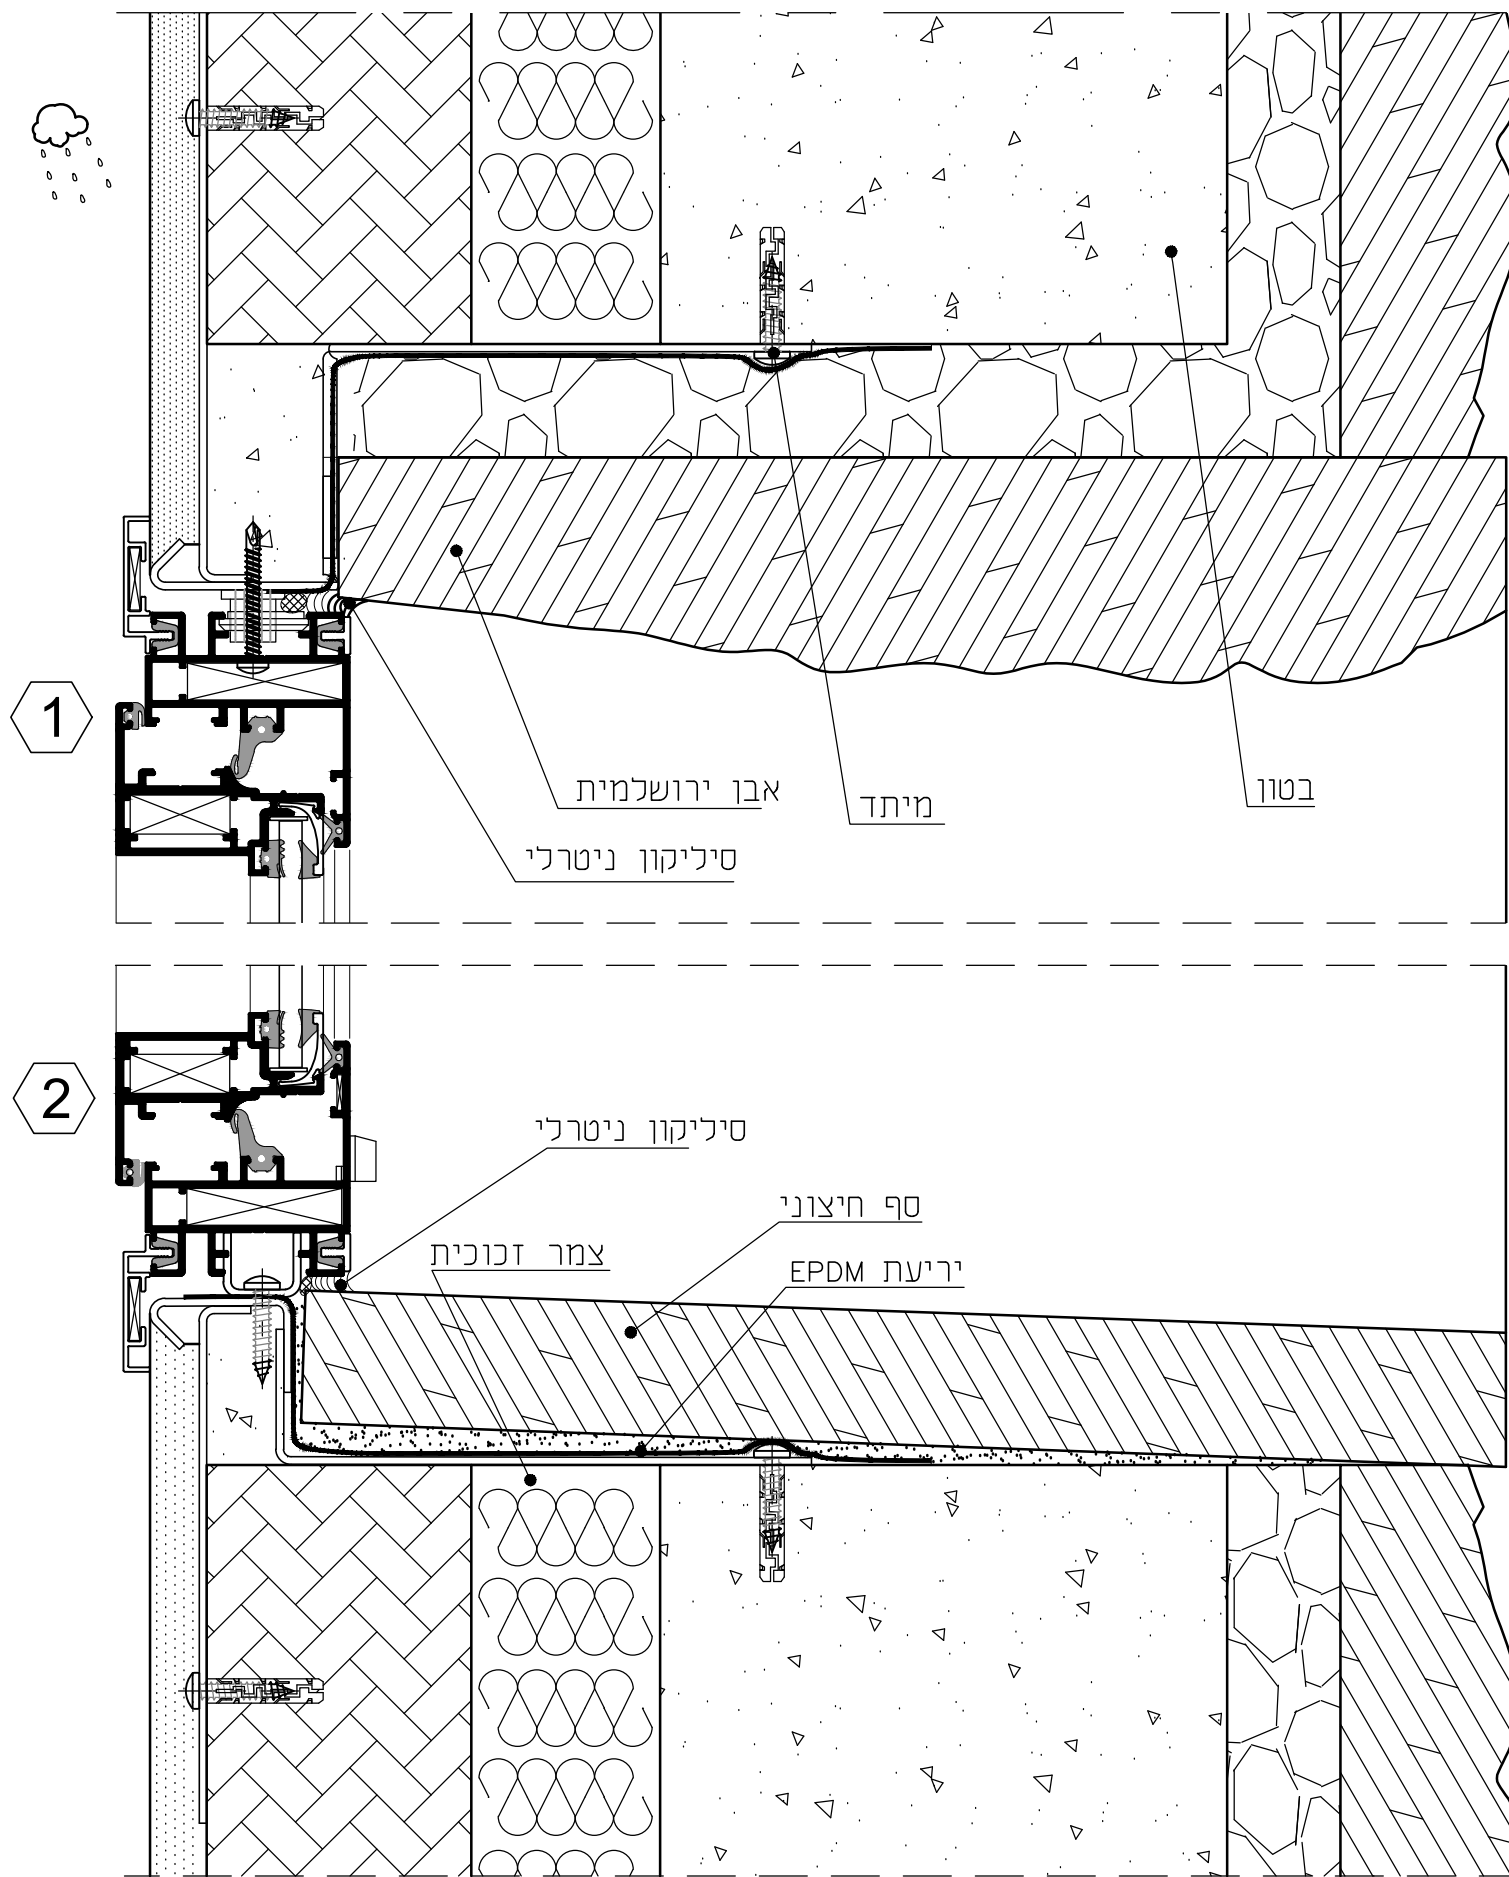 1
אבן ירושלמית
מיתד
בטון
סיליקון ניטרלי
2
סיליקון ניטרלי
סף חיצוני
צמר זכוכית
יריעת EPDM